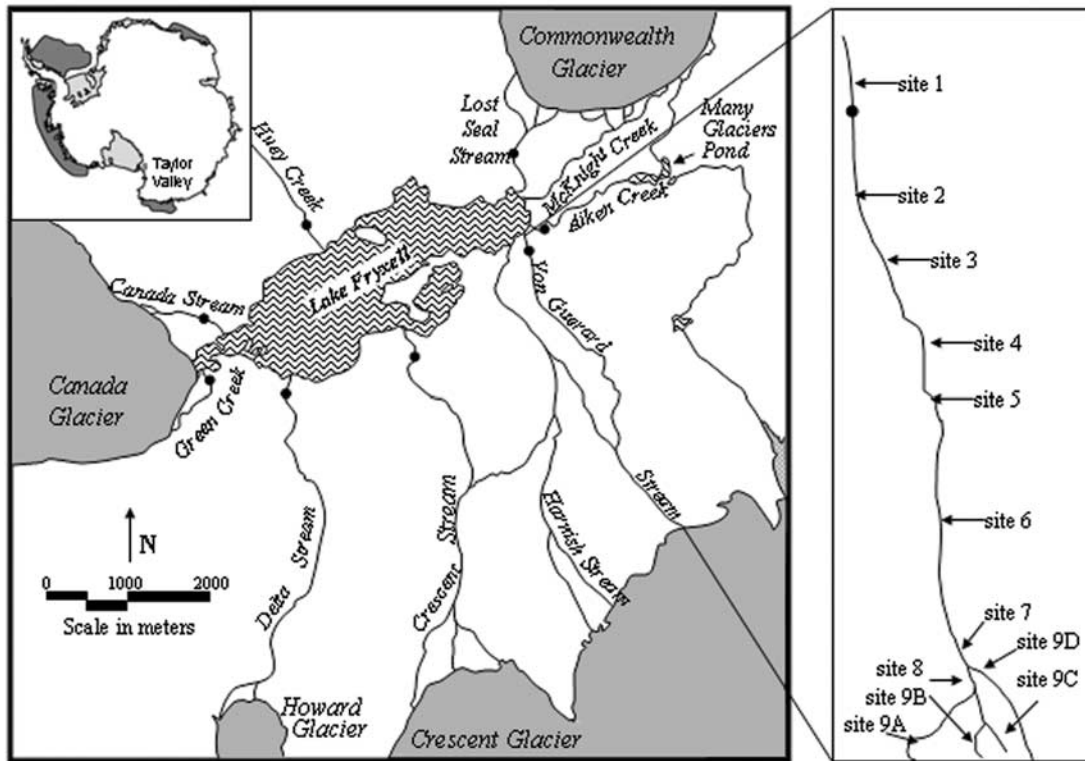 Taylor
Valley
Commonwealth
Glacier
Lost
Seal
Stream
Many
Glaciers
Pond
Huey Creek
McKnight Creek
Aiken Creek
Lake Fryxell
Von Guerard
Stream
Canada Stream
Canada
Glacier
Green Creek
N
0 1000 2000
Scale in meters
Delta Stream
Crescent Stream
Harnish Stream
Howard
Glacier
Crescent Glacier
site 1
site 2
site 3
site 4
site 5
site 6
site 7
site 9D
site 8
site 9C
site 9B
site 9A